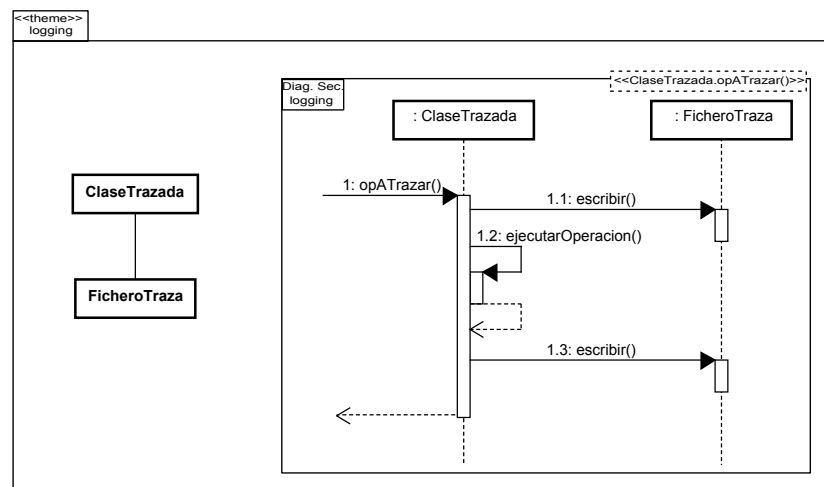 <<theme>>
logging
<<ClaseTrazada.opATrazar()>>
Diag. Sec.
logging
: ClaseTrazada
: FicheroTraza
1: opATrazar()
1.1: escribir()
ClaseTrazada
1.2: ejecutarOperacion()
FicheroTraza
1.3: escribir()